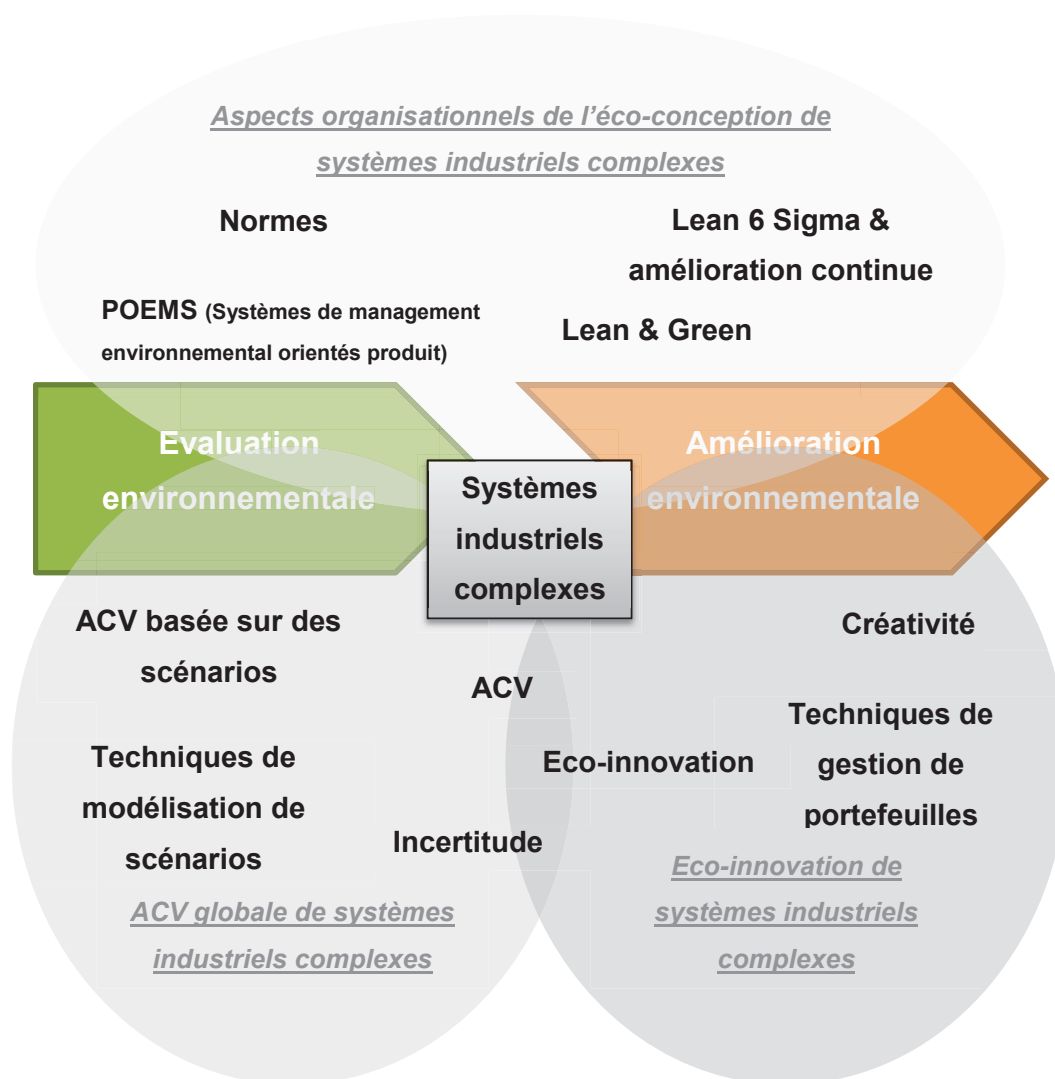 Aspects organisationnels de l'éco-conception de
systèmes industriels complexes
Normes
Lean 6 Sigma &
amélioration continue
POEMS (Systèmes de management
environnemental orientés produit)
Lean & Green
Evaluation
environnementale
Amélioration
environnementale
Systèmes
industriels
complexes
ACV basée sur des
scénarios
Créativité
ACV
Techniques de
gestion de
portefeuilles
Techniques de
modélisation de
scénarios
Eco-innovation
Incertitude
ACV globale de systèmes
industriels complexes
Eco-innovation de
systèmes industriels
complexes